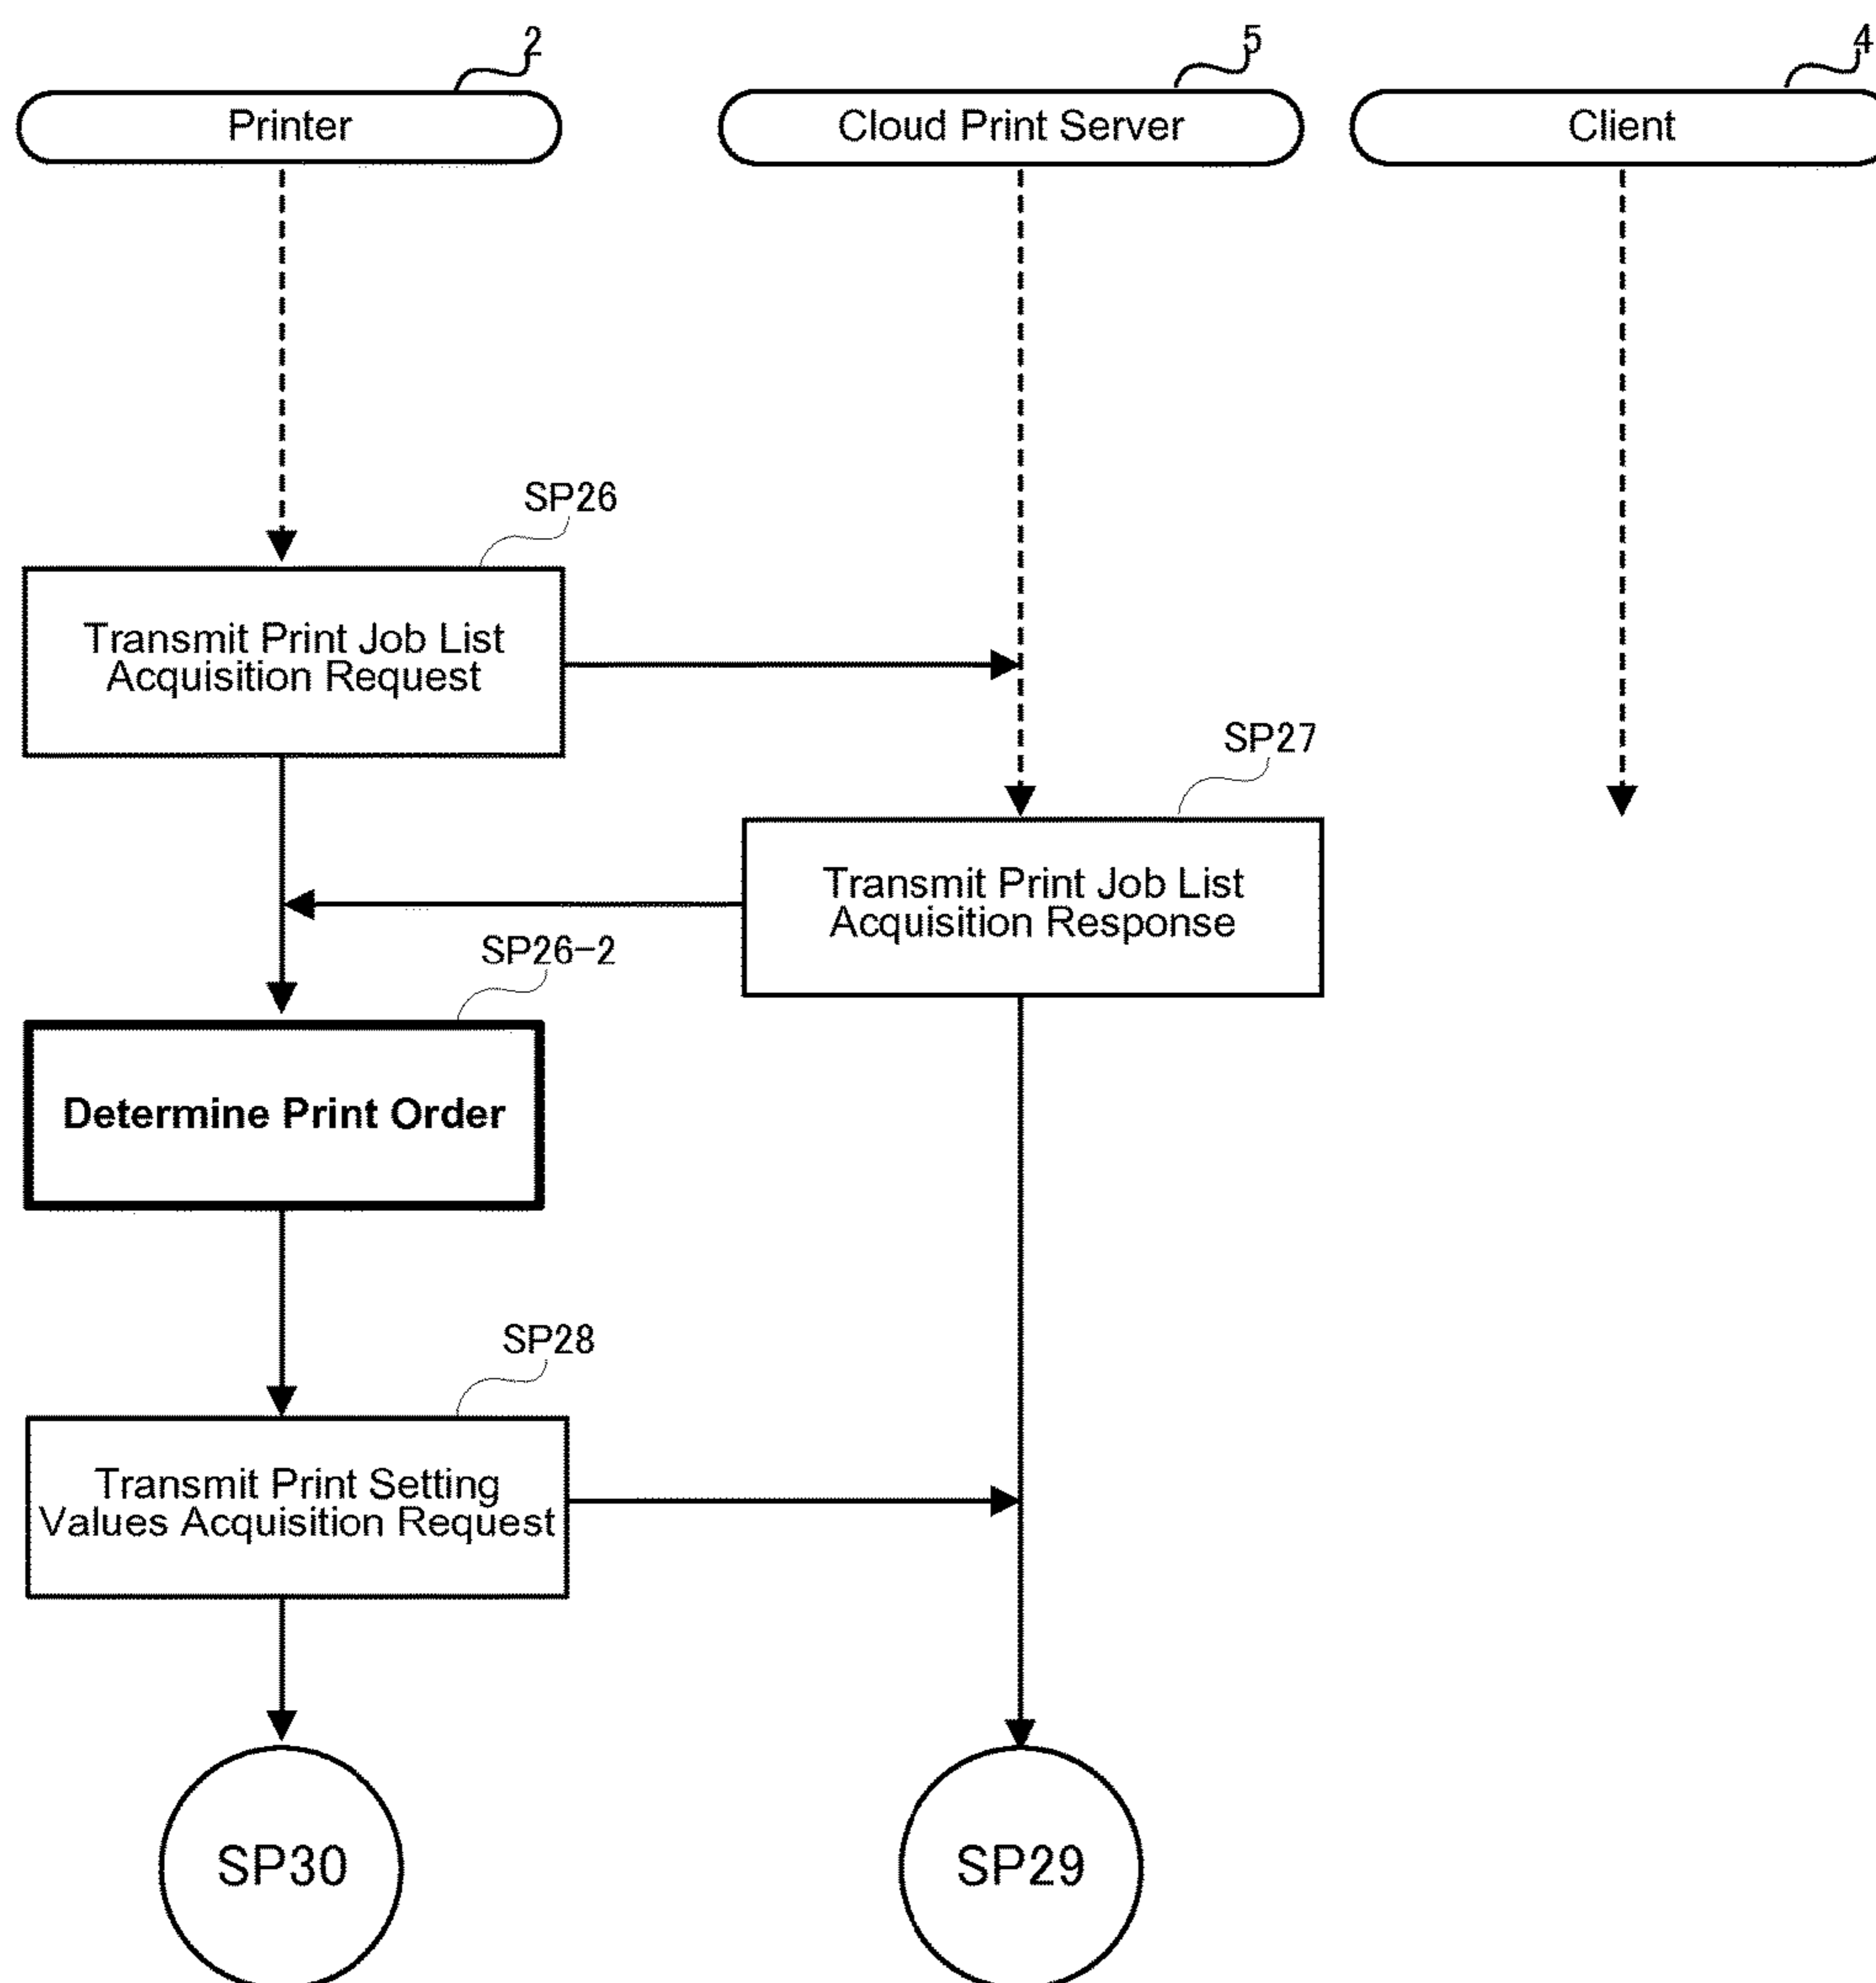 2
5
4
Printer
Cloud Print Server
Client
SP26
Transmit Print Job List
Acquisition Request
SP27
Transmit Print Job List
Acquisition Response
SP26-2
Determine Print Order
SP28
Transmit Print Setting
Values Acquisition Request
SP30
SP29